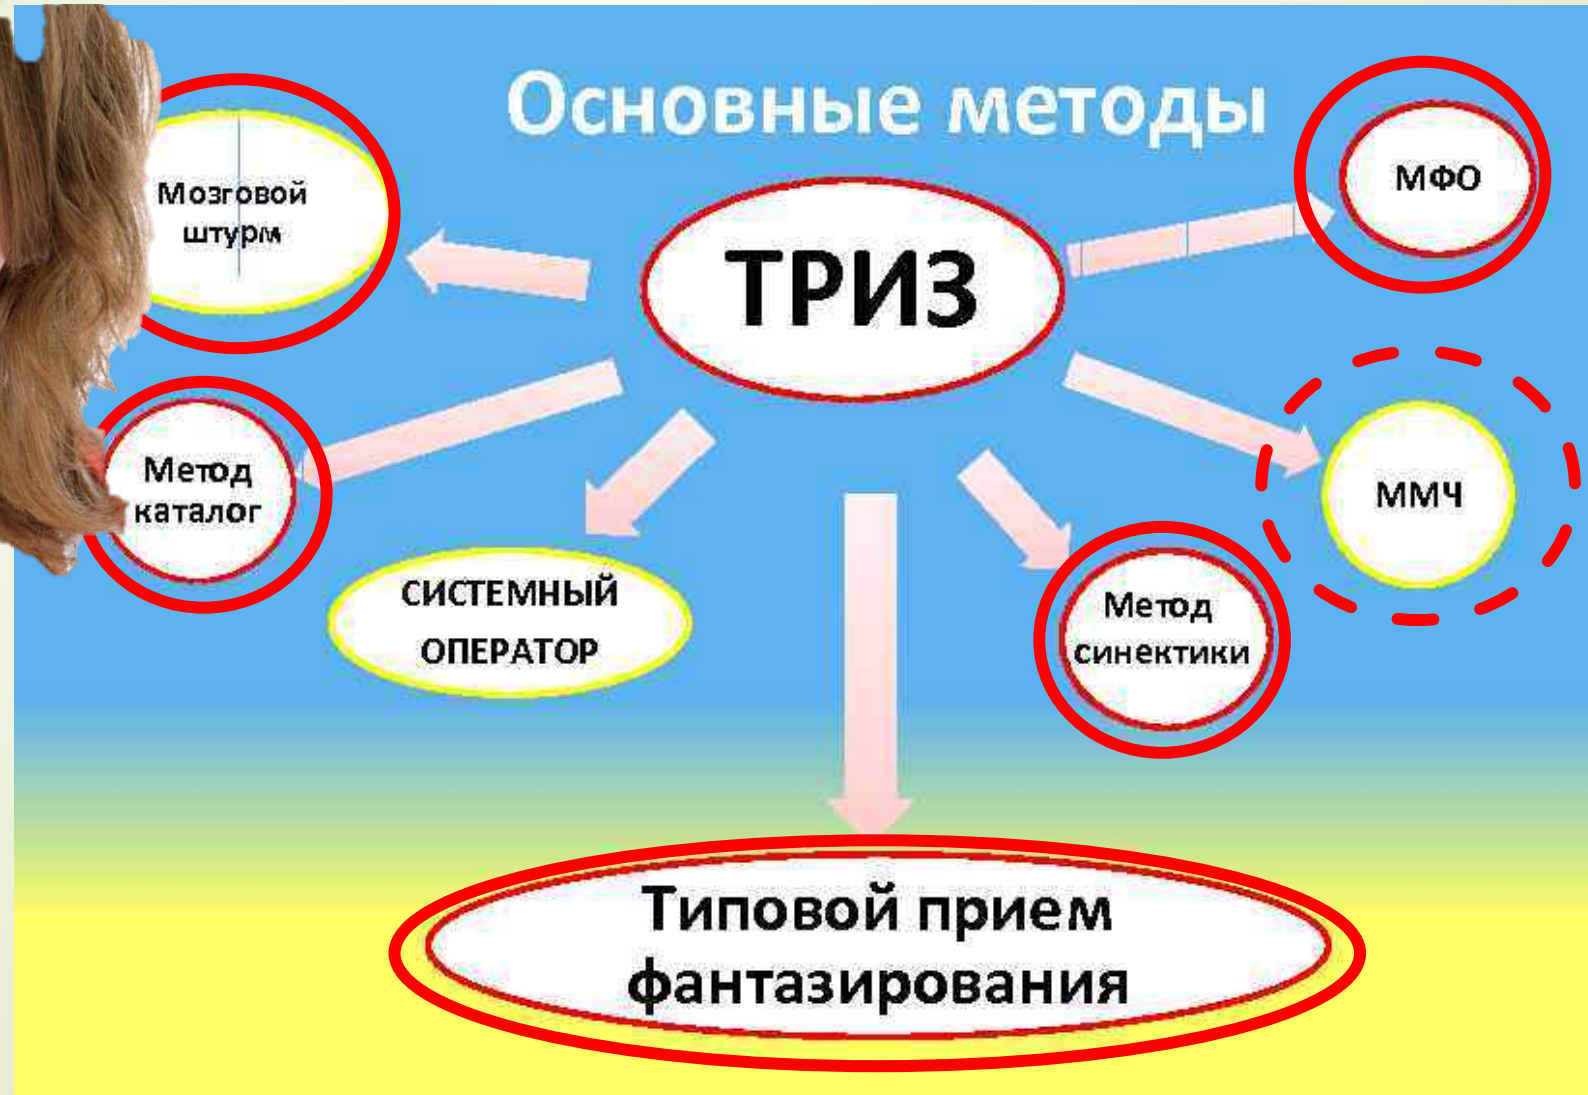 Основные методы
ТРИЗ
МФО
Мозговой
штурм
Метод
каталог
ММЧ
СИСТЕМНЫЙ
ОПЕРАТОР
Метод
синектики
Типовой прием
фантазирования